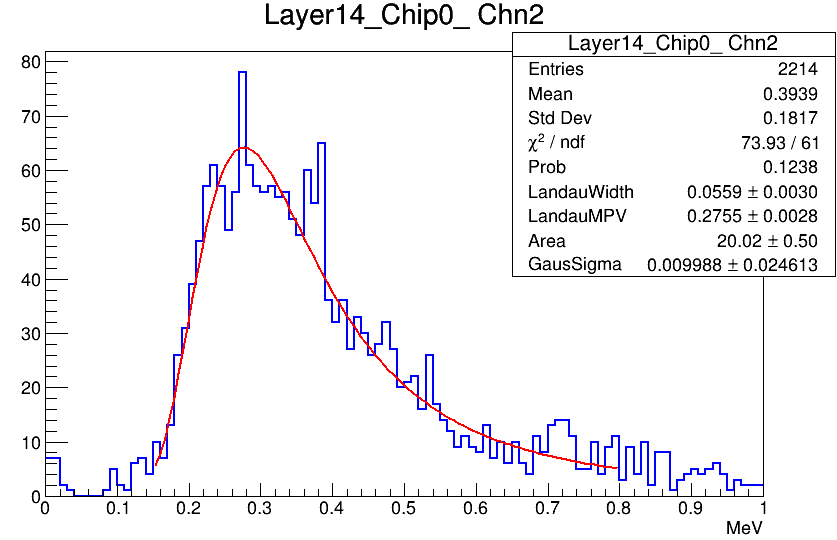 Layer14_Chip0_ Chn2
Layer14_Chip0_ Chn2
Entries 2214
Mean 0.3939
Std Dev 0.1817
χ² / ndf 73.93 / 61
Prob 0.1238
LandauWidth 0.0559 ± 0.0030
LandauMPV 0.2755 ± 0.0028
Area 20.02 ± 0.50
GausSigma 0.009988 ± 0.024613
80
70
60
50
40
30
20
10
0
0 0.1 0.2 0.3 0.4 0.5 0.6 0.7 0.8 0.9 1
MeV